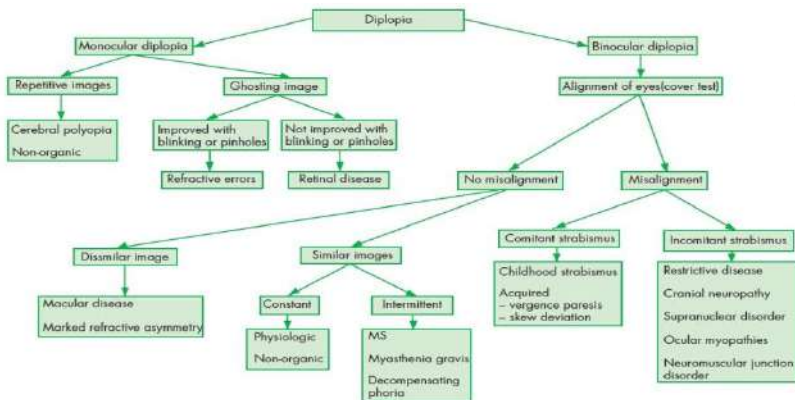 Diplopia
Monocular diplopia
Binocular diplopia
Repetitive images
Ghosting image
Alignment of eyes(cover test)
Cerebral polyopia
Non-organic
Improved with
blinking or pinholes
Not improved with
blinking or pinholes
Refractive errors
Retinal disease
No misalignment
Misalignment
Dissmilar image
Similar images
Comitant strabismus
Incomitant strabismus
Macular disease
Marked refractive asymmetry
Constant
Intermittent
Physiologic
Non-organic
MS
Myasthenia gravis
Decompensating
phoria
Childhood strabismus
Acquired
– vergence paresis
– skew deviation
Restrictive disease
Cranial neuropathy
Supranuclear disorder
Ocular myopathies
Neuromuscular junction
disorder